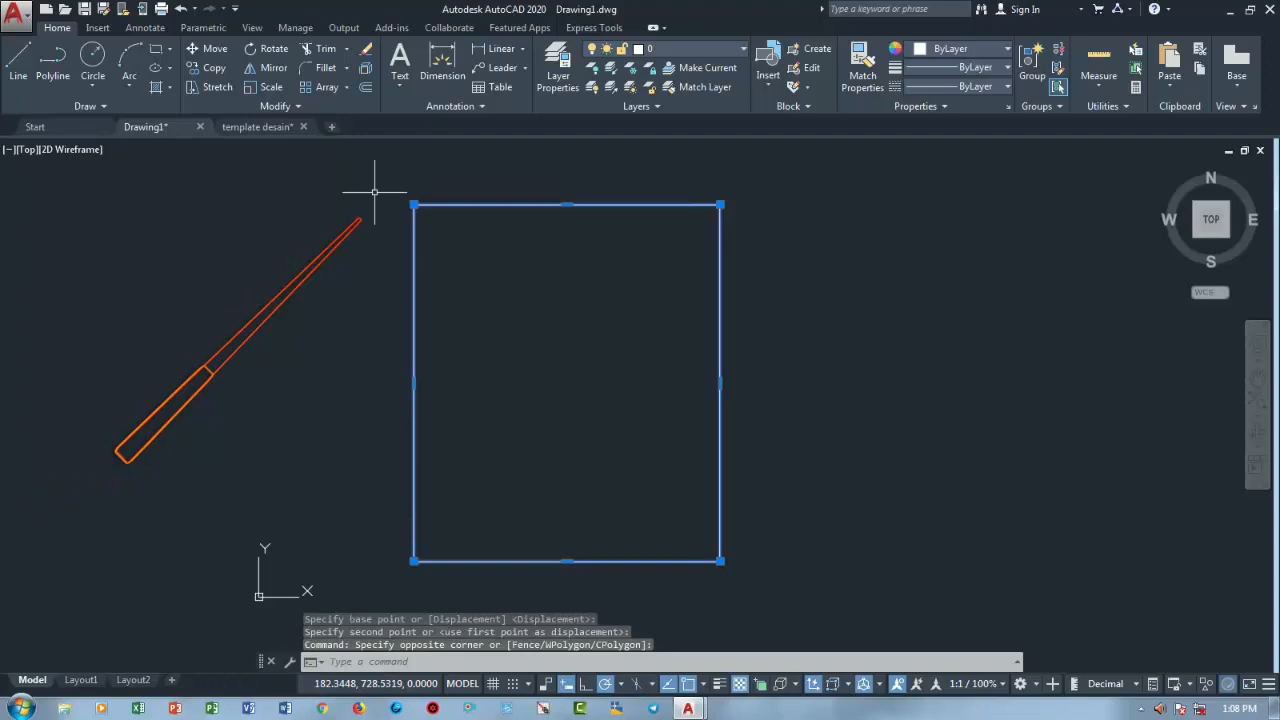 Autodesk AutoCAD 2020 Drawing1.dwg
Type a keyword or phrase
Sign In
Home Insert Annotate Parametric View Manage Output Add-ins Collaborate Express Tools Featured Apps
Line Polyline Circle Arc
Move Rotate Trim
Copy Mirror Fillet
Stretch Scale Array
Text Dimension
Linear
Leader
Table
Layer Properties
0
Make Current
Match Layer
Insert
Create
Edit
Match Properties
ByLayer
ByLayer
ByLayer
Group
Measure
Paste
Base
Draw Modify Annotation Layers Block Properties Groups Utilities Clipboard View
Start Drawing1* template desain*
[−][Top][2D Wireframe]
N
W TOP E
S
WCS
Y
X
Specify base point or [Displacement] <Displacement>:
Specify second point or <use first point as displacement>:
Command: Specify opposite corner or [Fence/WPolygon/CPolygon]:
Type a command
Model Layout1 Layout2
182.3448, 728.5319, 0.0000 MODEL
1:1 / 100%
Decimal
1:08 PM